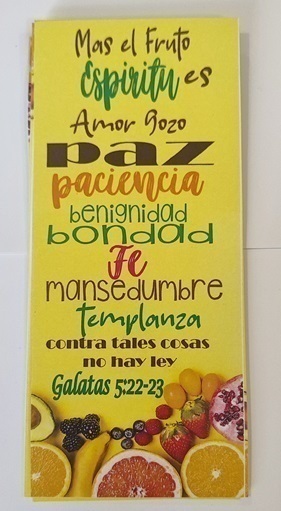 Mas el Fruto
Espiritu es
Amor gozo
paz
paciencia
benignidad
bondad
Fe
mansedumbre
templanza
contra tales cosas
no hay ley
Galatas 5:22-23